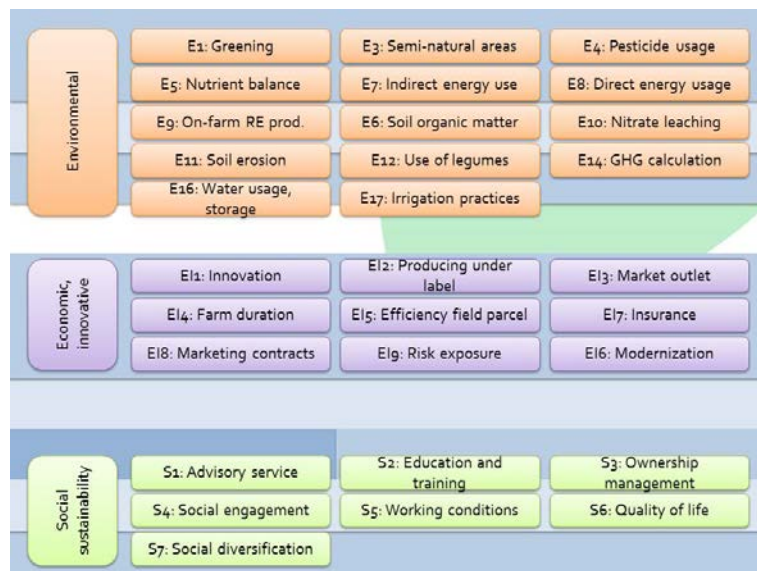 Environmental
E1: Greening
E3: Semi-natural areas
E4: Pesticide usage
E5: Nutrient balance
E7: Indirect energy use
E8: Direct energy usage
E9: On-farm RE prod.
E6: Soil organic matter
E10: Nitrate leaching
E11: Soil erosion
E12: Use of legumes
E14: GHG calculation
E16: Water usage,
storage
E17: Irrigation practices
Economic,
innovative
EI1: Innovation
EI2: Producing under
label
EI3: Market outlet
EI4: Farm duration
EI5: Efficiency field parcel
EI7: Insurance
EI8: Marketing contracts
EI9: Risk exposure
EI6: Modernization
Social
sustainability
S1: Advisory service
S2: Education and
training
S3: Ownership
management
S4: Social engagement
S5: Working conditions
S6: Quality of life
S7: Social diversification